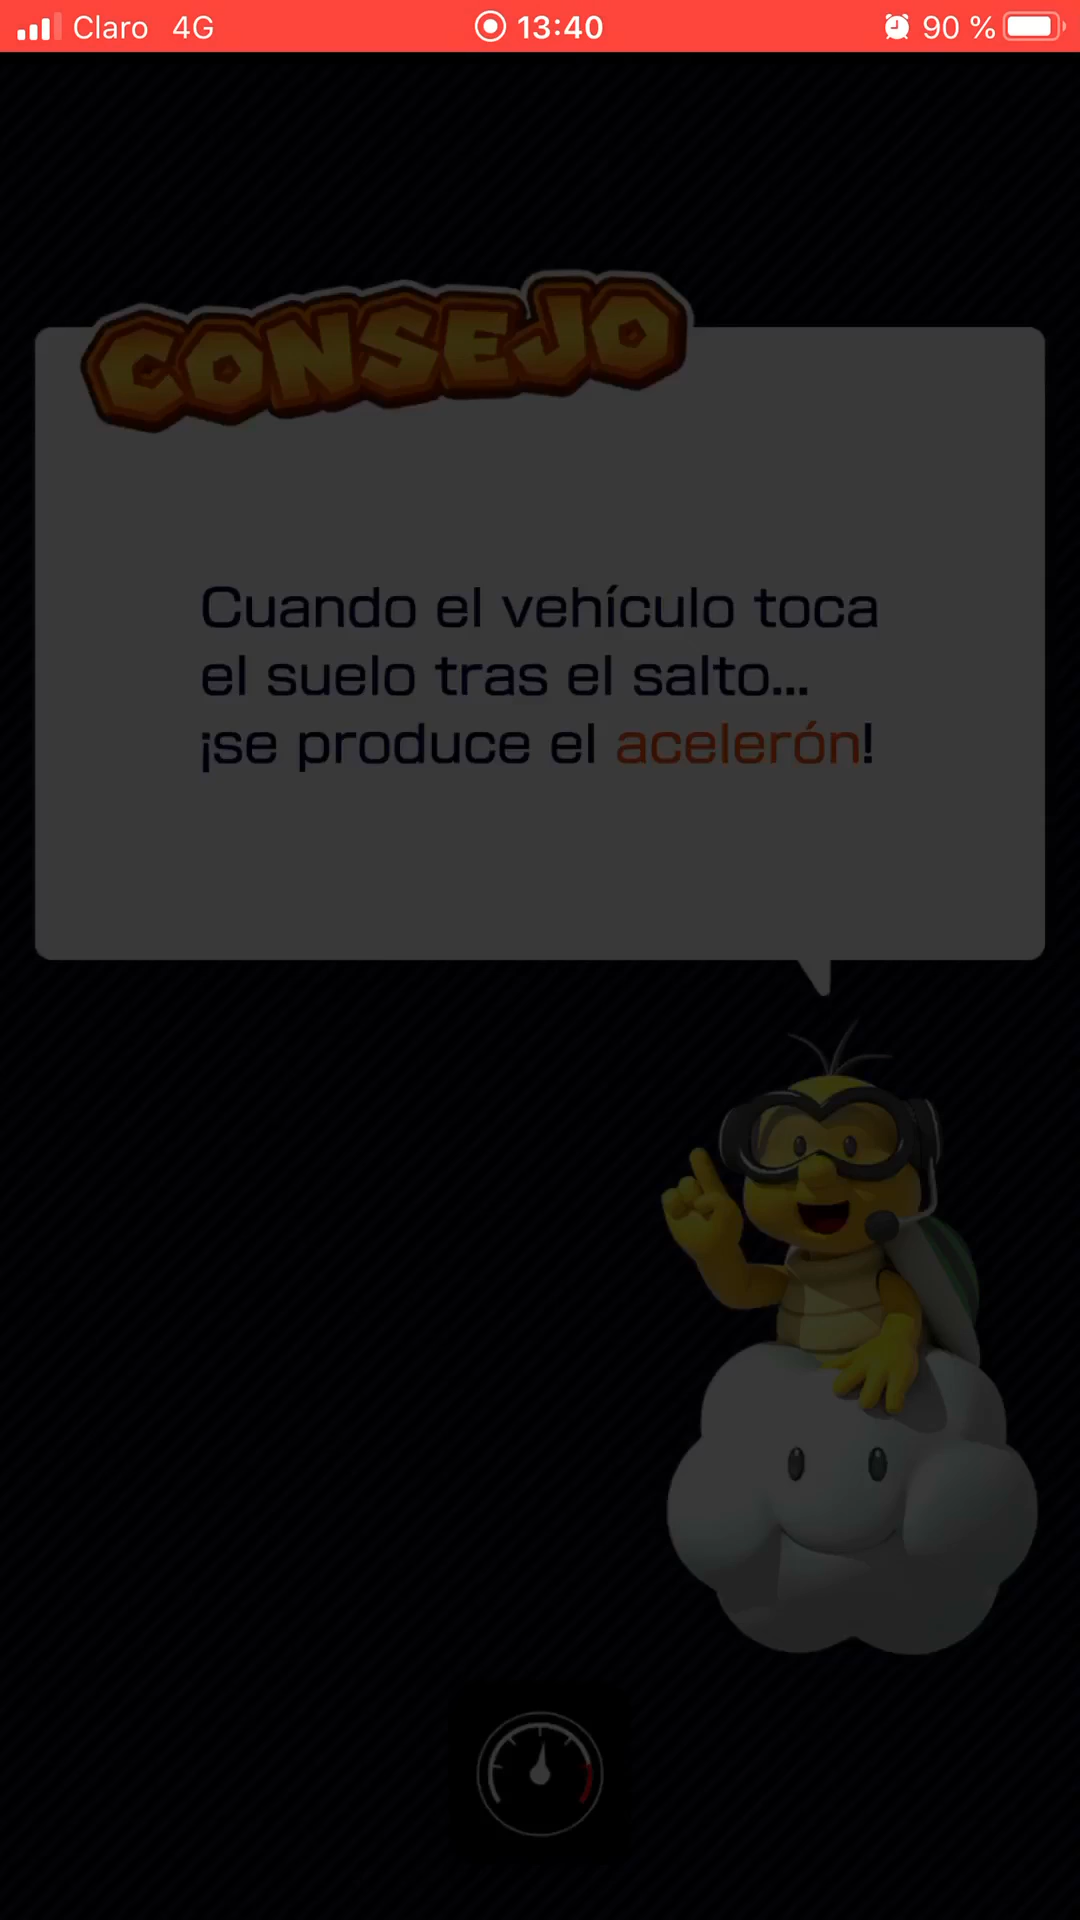 Claro 4G 13:40 90 %
CONSEJO
Cuando el vehículo toca
el suelo tras el salto...
¡se produce el acelerón!